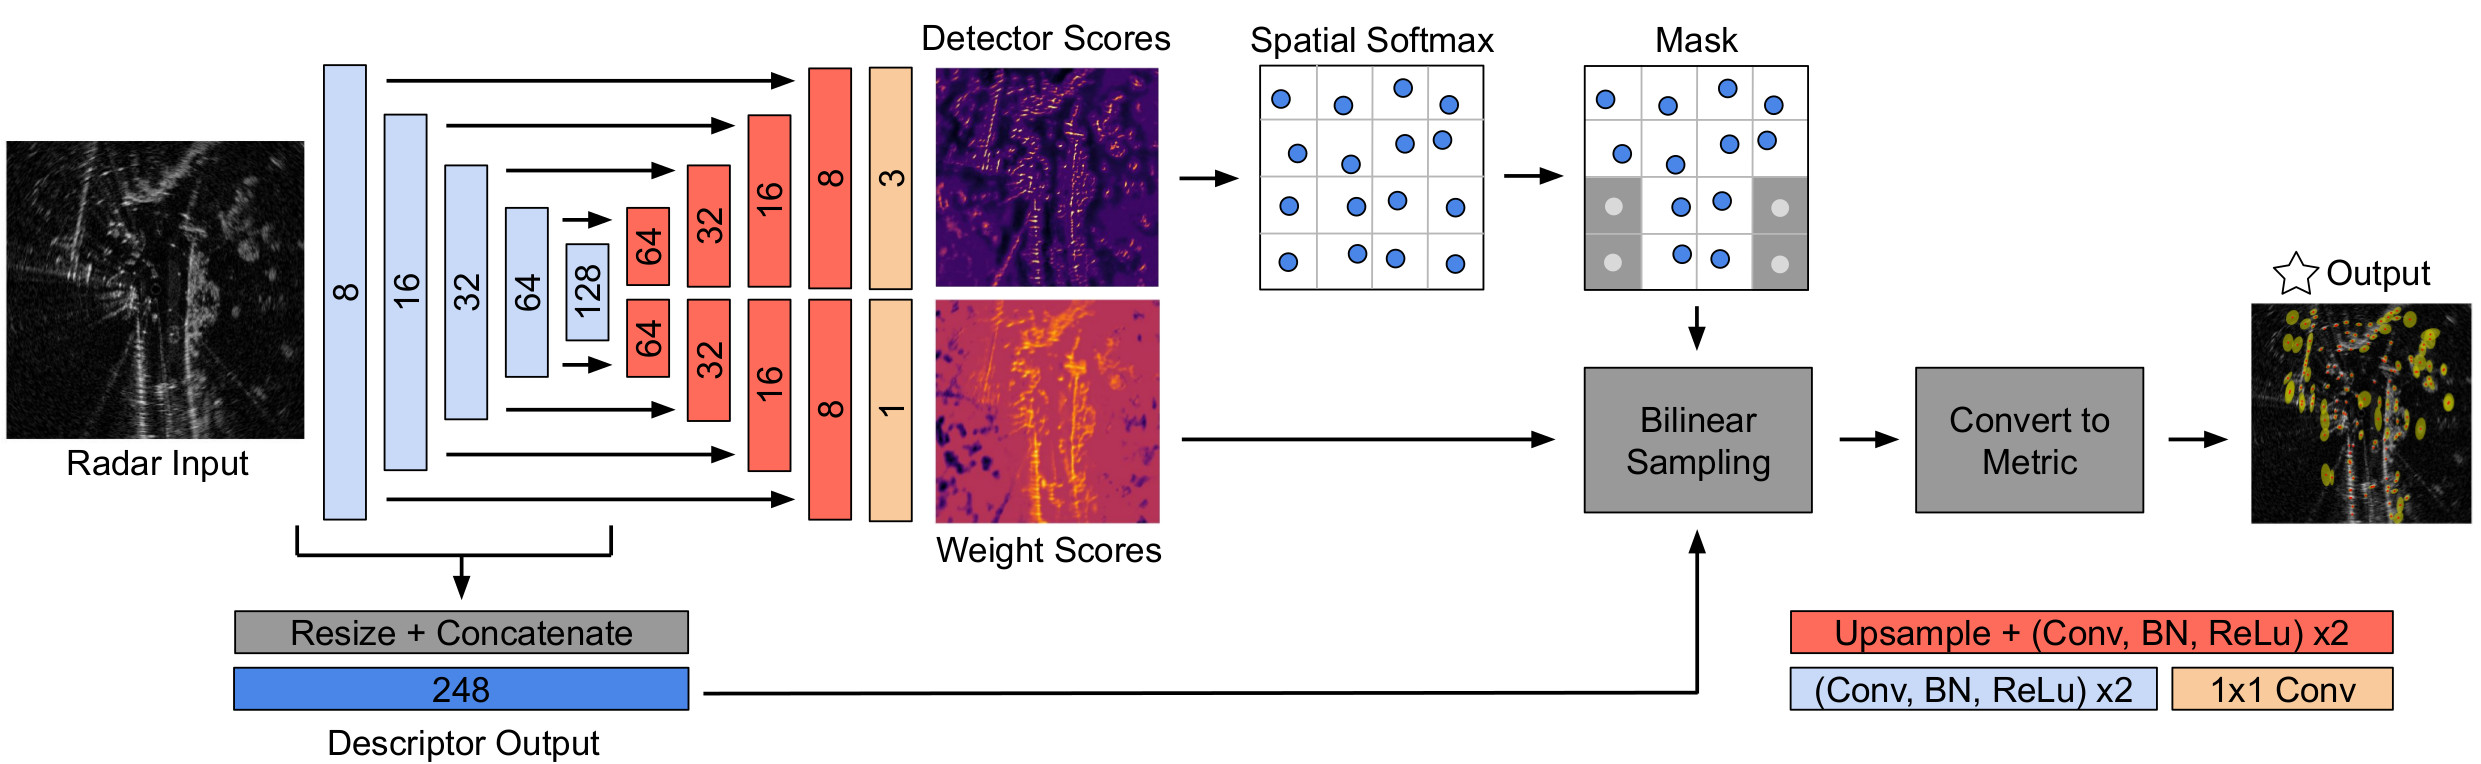 Detector Scores
Spatial Softmax
Mask
Radar Input
8
16
32
64
128
64
32
16
8
3
64
32
16
8
1
Weight Scores
Bilinear
Sampling
Convert to
Metric
Output
Resize + Concatenate
248
Descriptor Output
Upsample + (Conv, BN, ReLu) x2
(Conv, BN, ReLu) x2
1x1 Conv